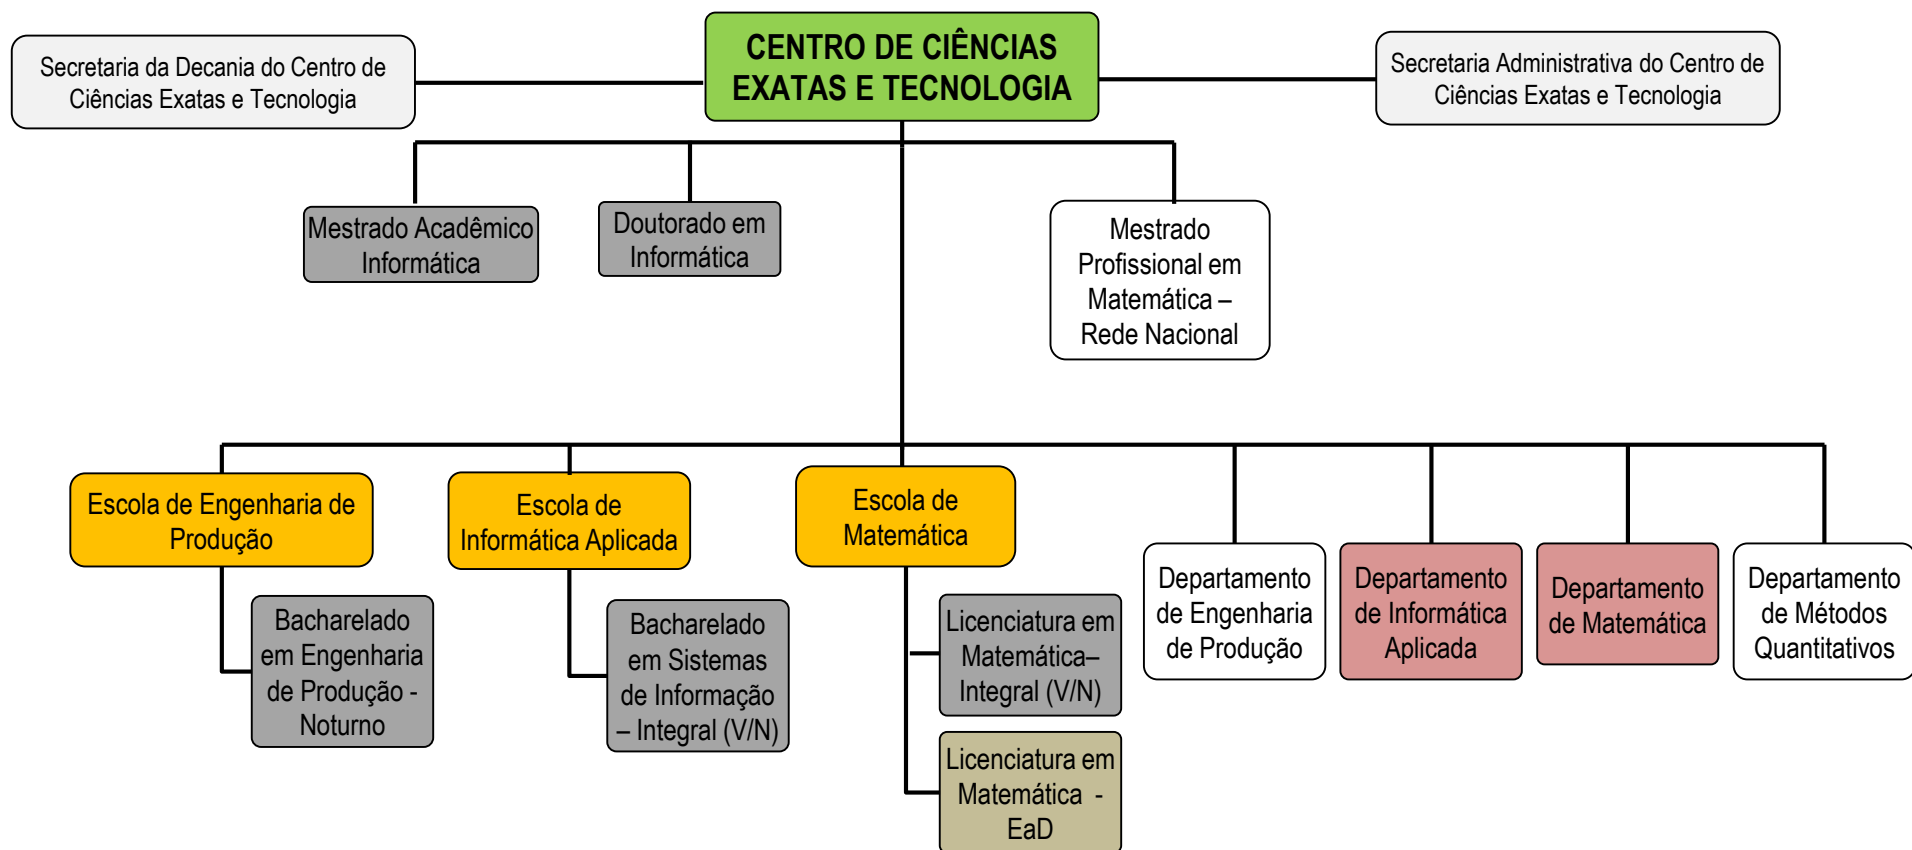 CENTRO DE CIÊNCIAS
EXATAS E TECNOLOGIA
Secretaria da Decania do Centro de
Ciências Exatas e Tecnologia
Secretaria Administrativa do Centro de
Ciências Exatas e Tecnologia
Mestrado Acadêmico
Informática
Doutorado em
Informática
Mestrado
Profissional em
Matemática –
Rede Nacional
Escola de Engenharia de
Produção
Escola de
Informática Aplicada
Escola de
Matemática
Departamento
de Engenharia
de Produção
Departamento
de Informática
Aplicada
Departamento
de Matemática
Departamento
de Métodos
Quantitativos
Bacharelado
em Engenharia
de Produção -
Noturno
Bacharelado
em Sistemas
de Informação
– Integral (V/N)
Licenciatura em
Matemática–
Integral (V/N)
Licenciatura em
Matemática -
EaD